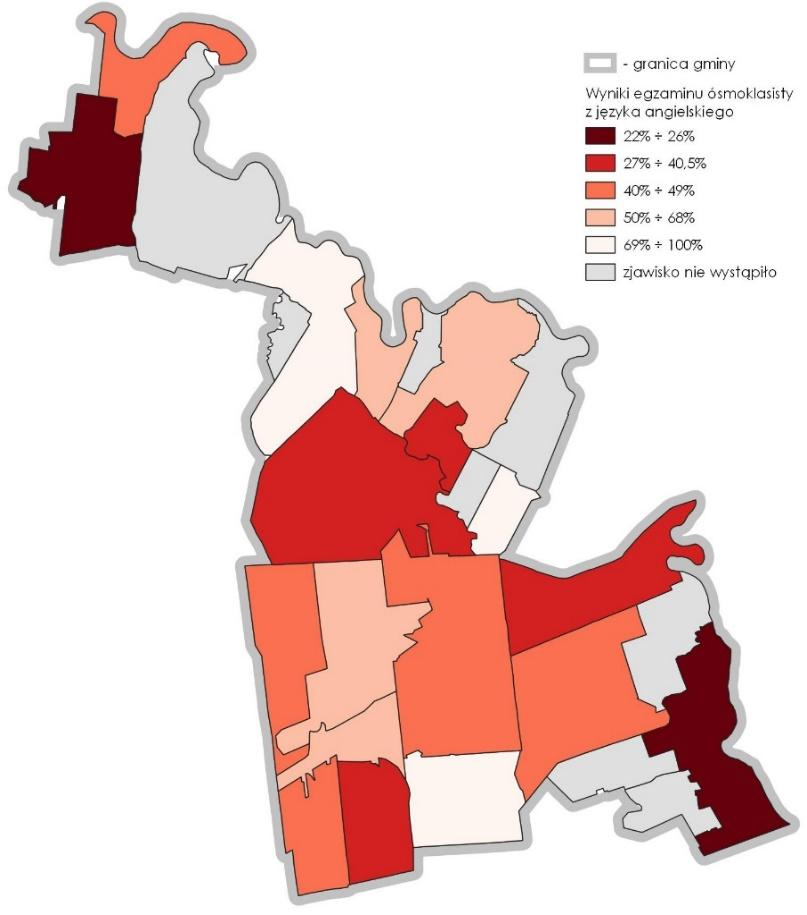 - granica gminy
Wyniki egzaminu ósmoklasisty
z języka angielskiego
22% ÷ 26%
27% ÷ 40,5%
40% ÷ 49%
50% ÷ 68%
69% ÷ 100%
zjawisko nie wystąpiło